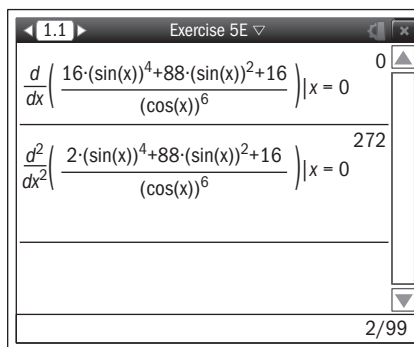 1.1 Exercise 5E
d/dx( (16·(sin(x))^4+88·(sin(x))^2+16)/(cos(x))^6 )|x = 0 0
d^2/dx^2( (2·(sin(x))^4+88·(sin(x))^2+16)/(cos(x))^6 )|x = 0 272
2/99